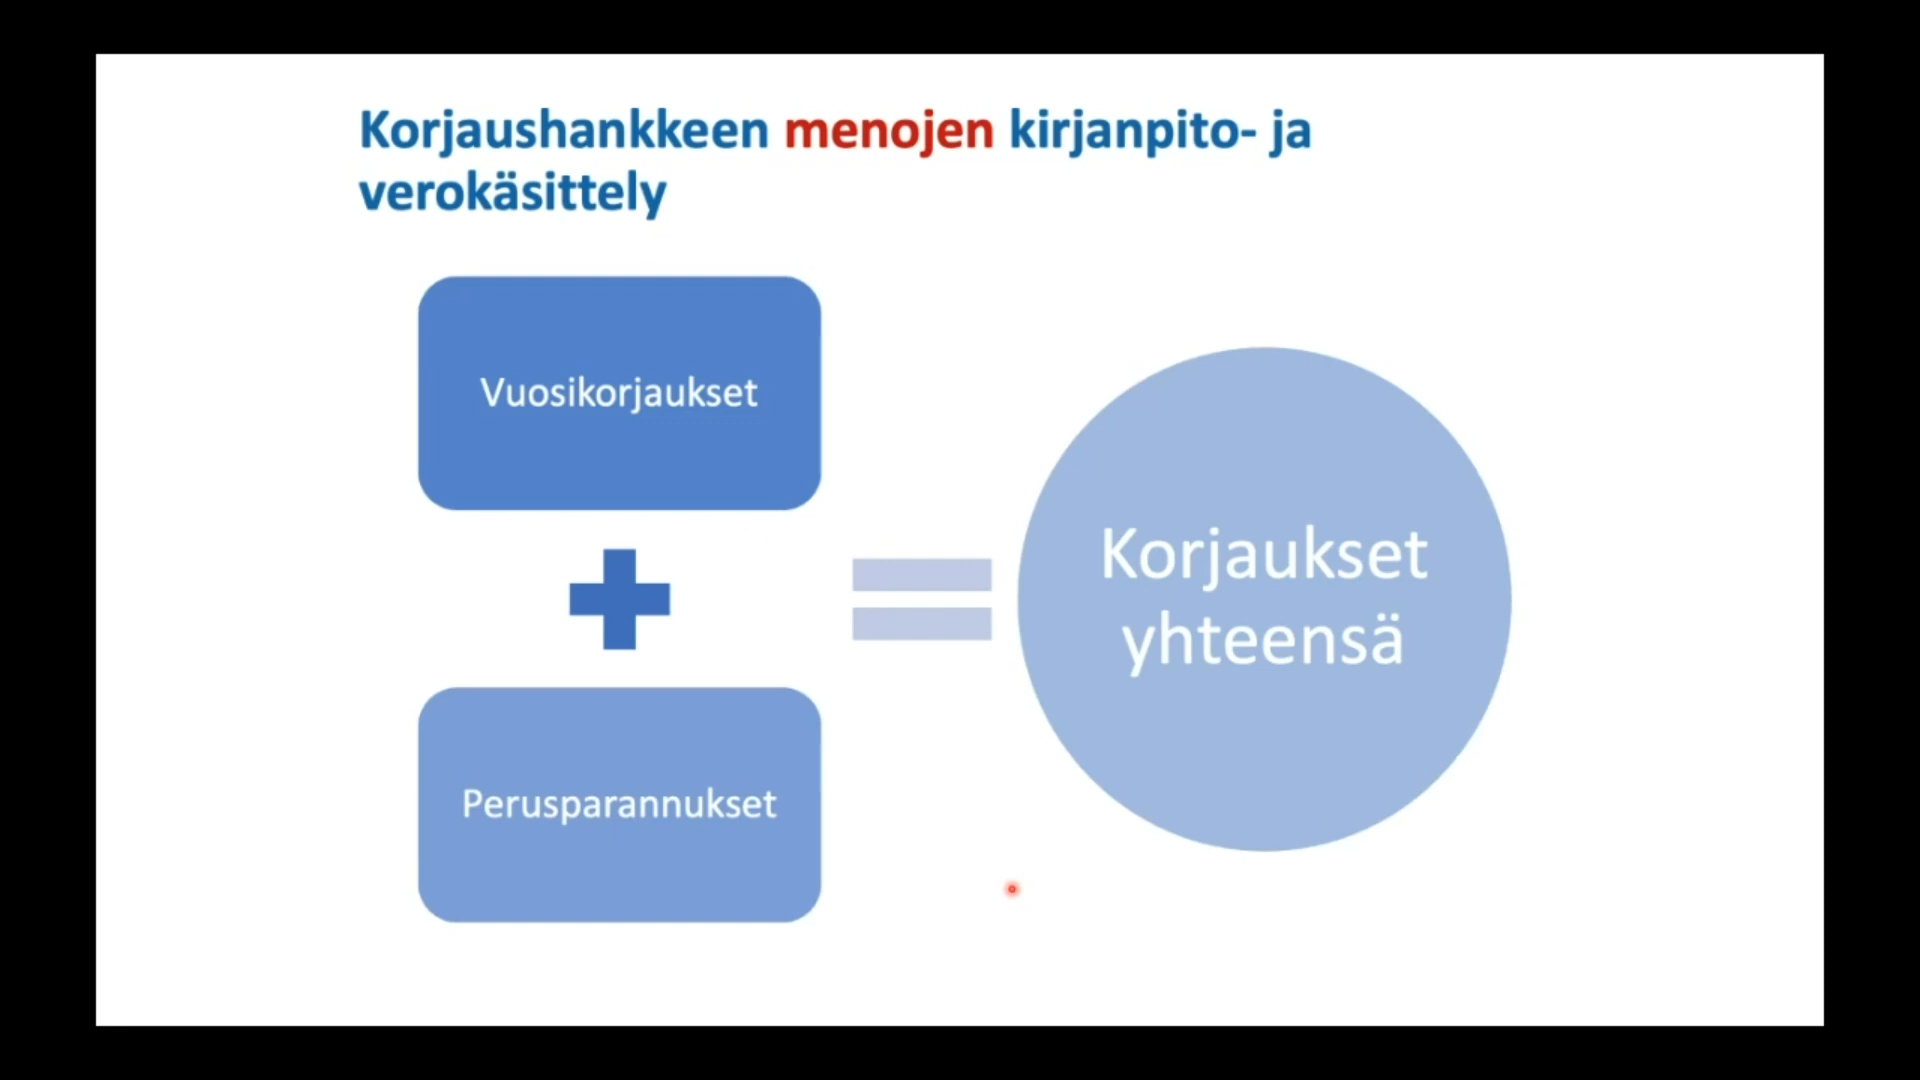 Korjaushankkeen menojen kirjanpito- ja
verokäsittely
Vuosikorjaukset
Perusparannukset
Korjaukset
yhteensä